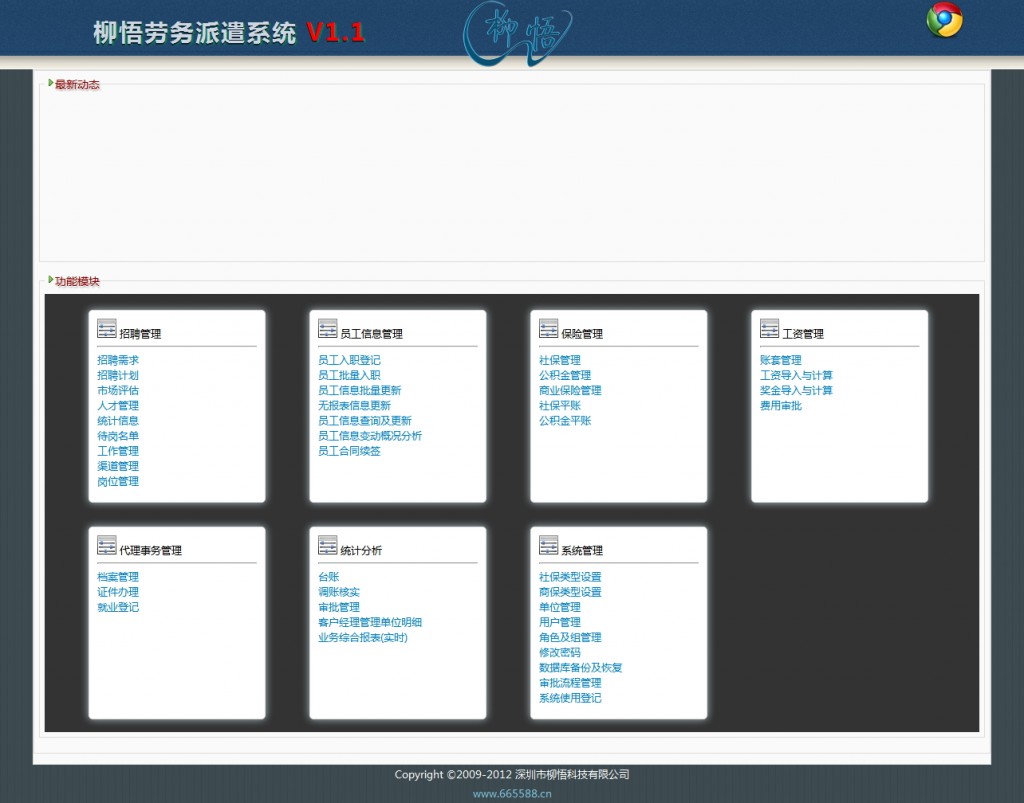 柳悟劳务派遣系统 V1.1
柳悟
最新动态
功能模块
招聘管理
招聘需求
招聘计划
市场评估
人才管理
统计信息
待岗名单
工作管理
渠道管理
岗位管理
员工信息管理
员工入职登记
员工批量入职
员工信息批量更新
无报表信息更新
员工信息查询及更新
员工信息变动概况分析
员工合同续签
保险管理
社保管理
公积金管理
商业保险管理
社保平账
公积金平账
工资管理
账套管理
工资导入与计算
奖金导入与计算
费用审批
代理事务管理
档案管理
证件办理
就业登记
统计分析
台账
调账核实
审批管理
客户经理管理单位明细
业务综合报表(实时)
系统管理
社保类型设置
商保类型设置
单位管理
用户管理
角色及组管理
修改密码
数据库备份及恢复
审批流程管理
系统使用登记
Copyright ©2009-2012 深圳市柳悟科技有限公司
www.665588.cn